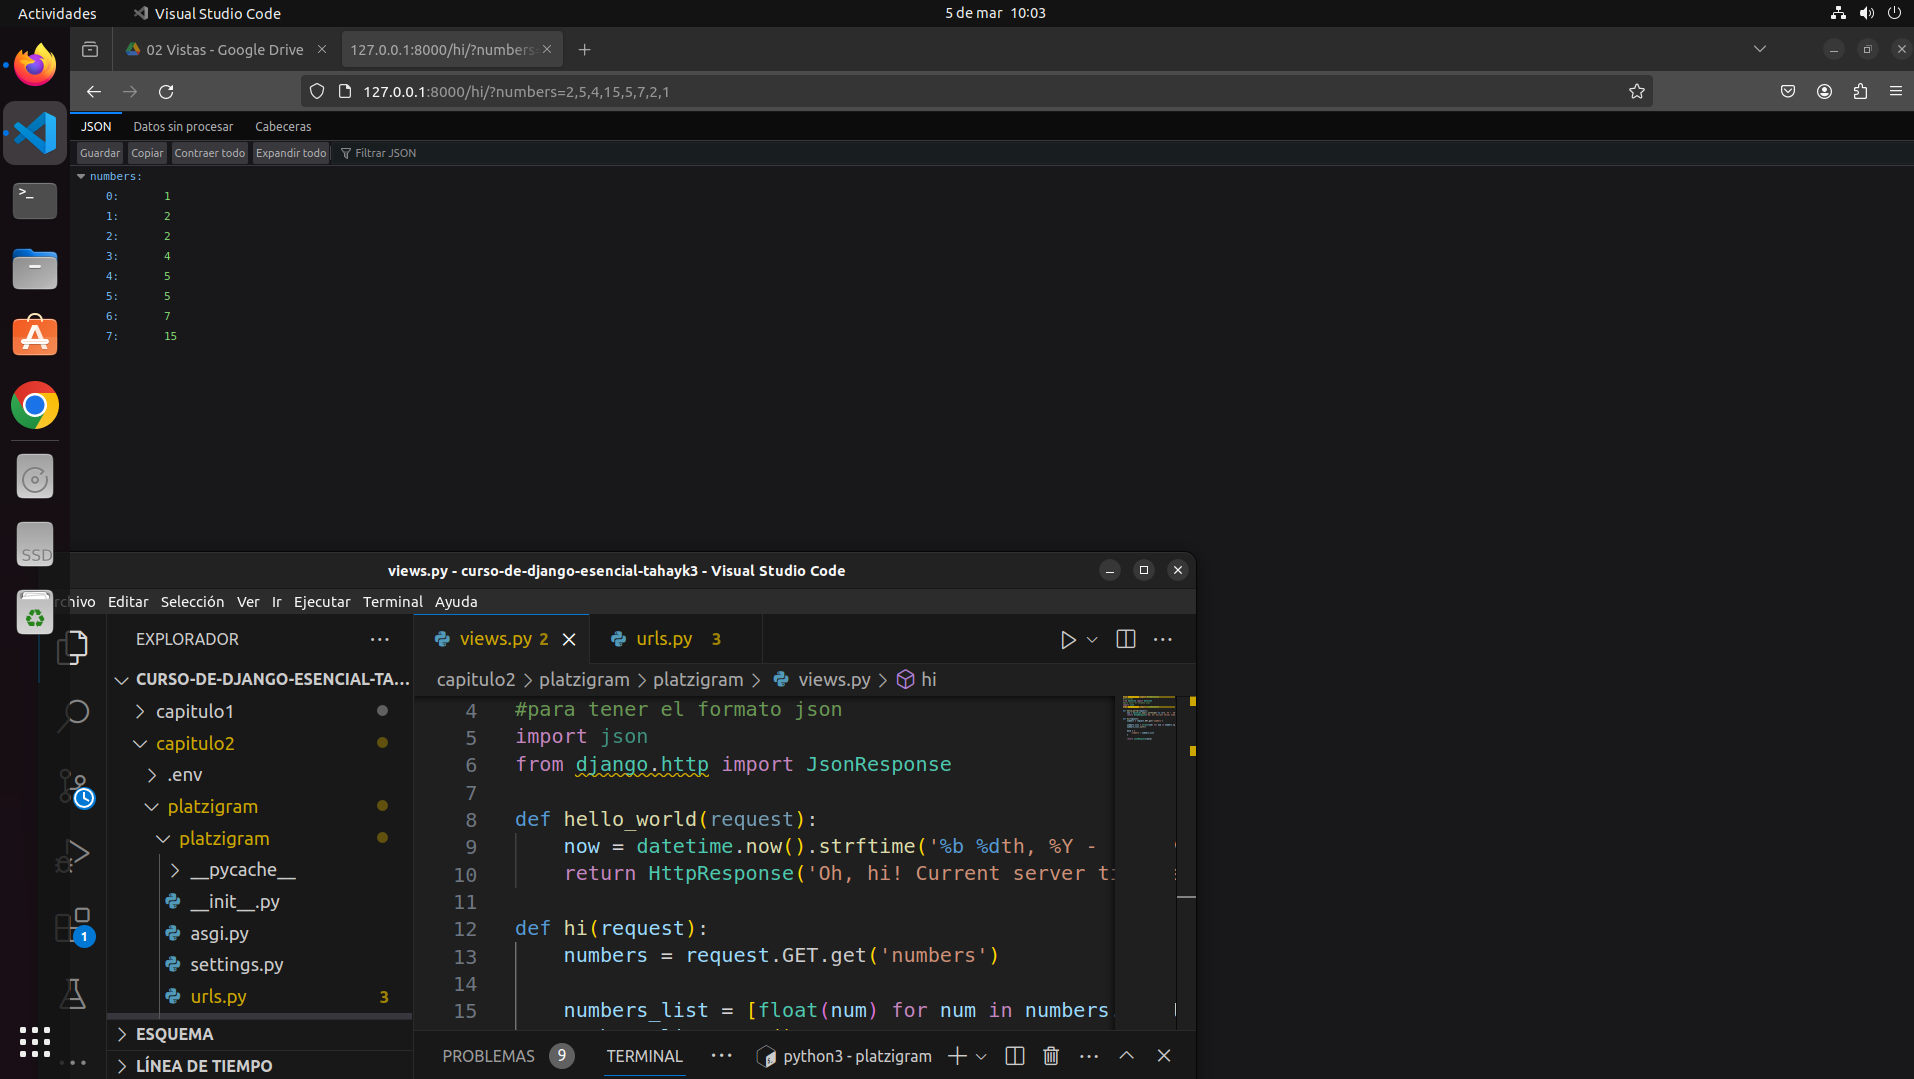 Actividades
Visual Studio Code
5 de mar 10:03
02 Vistas - Google Drive
127.0.0.1:8000/hi/?numbers=
127.0.0.1:8000/hi/?numbers=2,5,4,15,5,7,2,1
JSON
Datos sin procesar
Cabeceras
Guardar
Copiar
Contraer todo
Expandir todo
Filtrar JSON
numbers:
0: 1
1: 2
2: 2
3: 4
4: 5
5: 5
6: 7
7: 15
SSD
views.py - curso-de-django-esencial-tahayk3 - Visual Studio Code
rchivo Editar Selección Ver Ir Ejecutar Terminal Ayuda
EXPLORADOR
CURSO-DE-DJANGO-ESENCIAL-TA...
capitulo1
capitulo2
.env
platzigram
platzigram
__pycache__
__init__.py
asgi.py
settings.py
urls.py 3
ESQUEMA
LÍNEA DE TIEMPO
1
views.py 2
urls.py 3
capitulo2 > platzigram > platzigram > views.py > hi
4 #para tener el formato json
5 import json
6 from django.http import JsonResponse
7
8 def hello_world(request):
9 now = datetime.now().strftime('%b %dth, %Y -
10 return HttpResponse('Oh, hi! Current server ti
11
12 def hi(request):
13 numbers = request.GET.get('numbers')
14
15 numbers_list = [float(num) for num in numbers.
PROBLEMAS 9
TERMINAL
python3 - platzigram